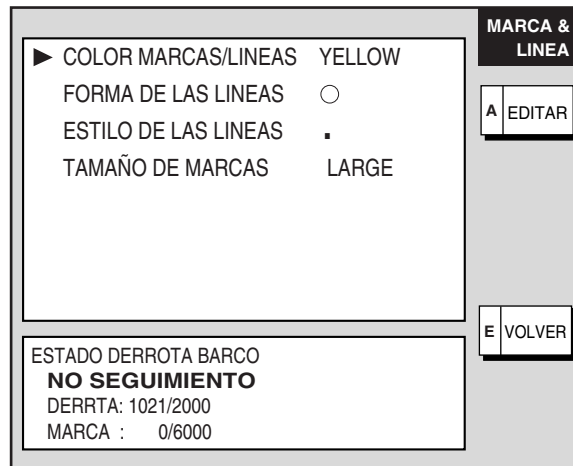 MARCA &
LINEA
▶ COLOR MARCAS/LINEAS YELLOW
FORMA DE LAS LINEAS ○
ESTILO DE LAS LINEAS .
TAMAÑO DE MARCAS LARGE
A EDITAR
E VOLVER
ESTADO DERROTA BARCO
NO SEGUIMIENTO
DERRTA: 1021/2000
MARCA : 0/6000